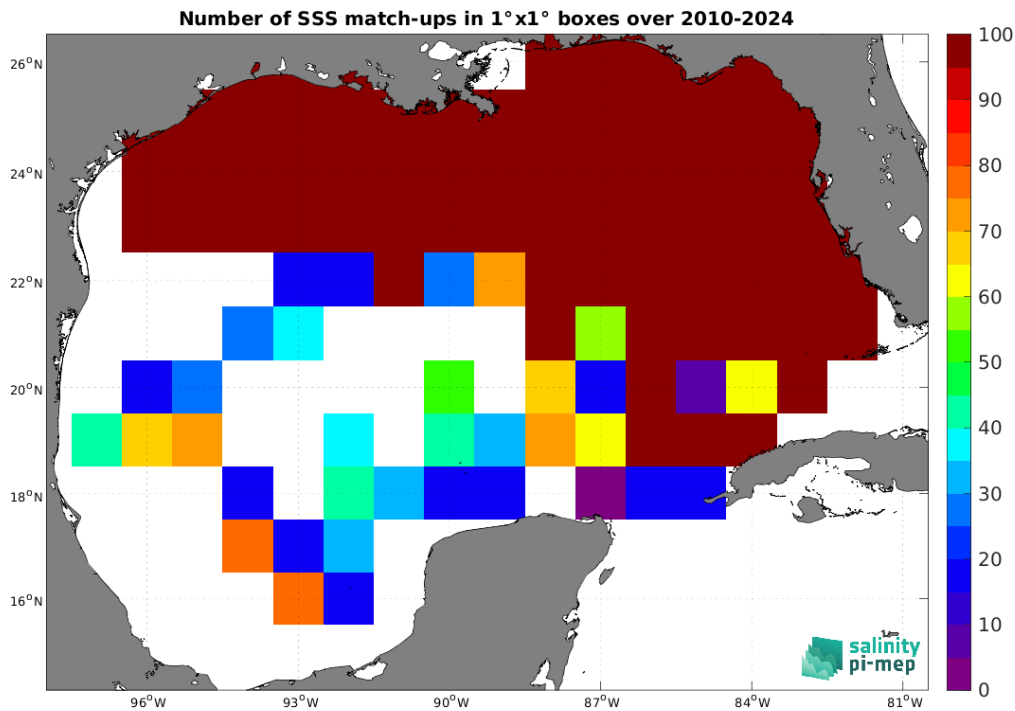 Number of SSS match-ups in 1°x1° boxes over 2010-2024
26°N
24°N
22°N
20°N
18°N
16°N
96°W
93°W
90°W
87°W
84°W
81°W
100
90
80
70
60
50
40
30
20
10
0
salinity
pi-mep